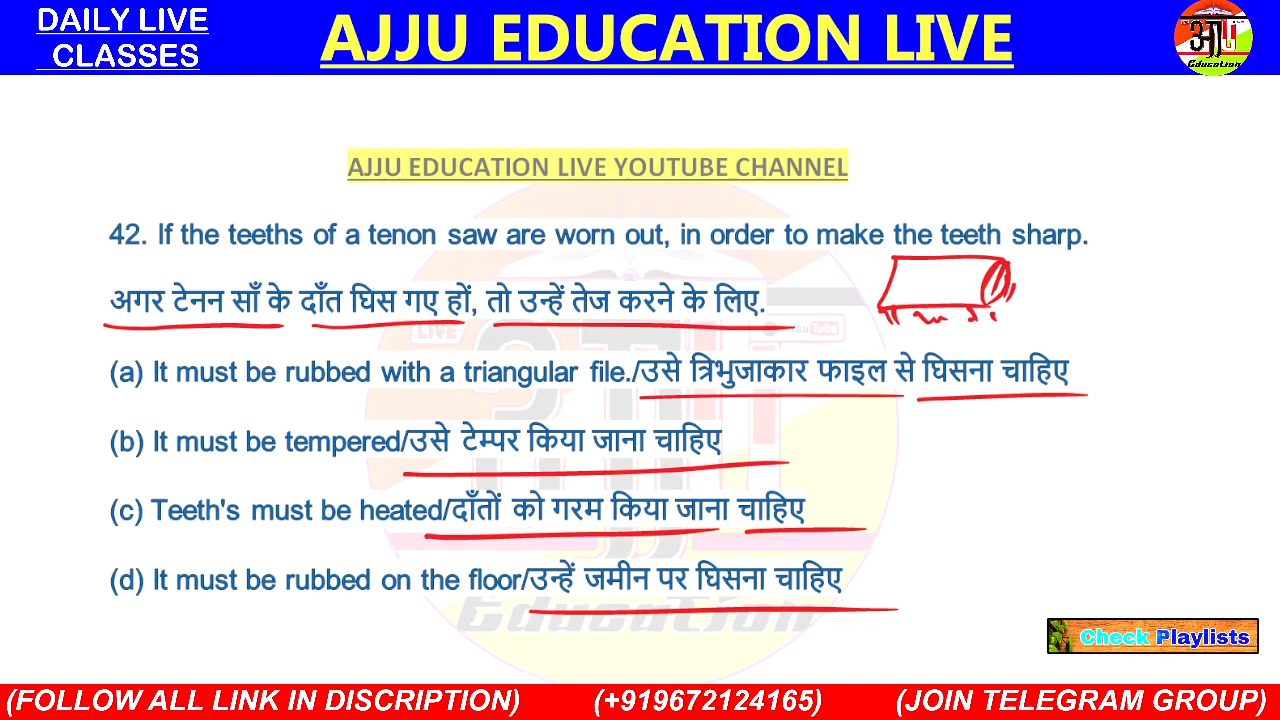 DAILY LIVE
CLASSES
AJJU EDUCATION LIVE
Education
AJJU EDUCATION LIVE YOUTUBE CHANNEL
42. If the teeths of a tenon saw are worn out, in order to make the teeth sharp.
अगर टेनन साँ के दाँत घिस गए हों, तो उन्हें तेज करने के लिए.
(a) It must be rubbed with a triangular file./उसे त्रिभुजाकार फाइल से घिसना चाहिए
(b) It must be tempered/उसे टेम्पर किया जाना चाहिए
(c) Teeth's must be heated/दाँतों को गरम किया जाना चाहिए
(d) It must be rubbed on the floor/उन्हें जमीन पर घिसना चाहिए
LIVE
YouTube
Education
Check Playlists
(FOLLOW ALL LINK IN DISCRIPTION) (+919672124165) (JOIN TELEGRAM GROUP)